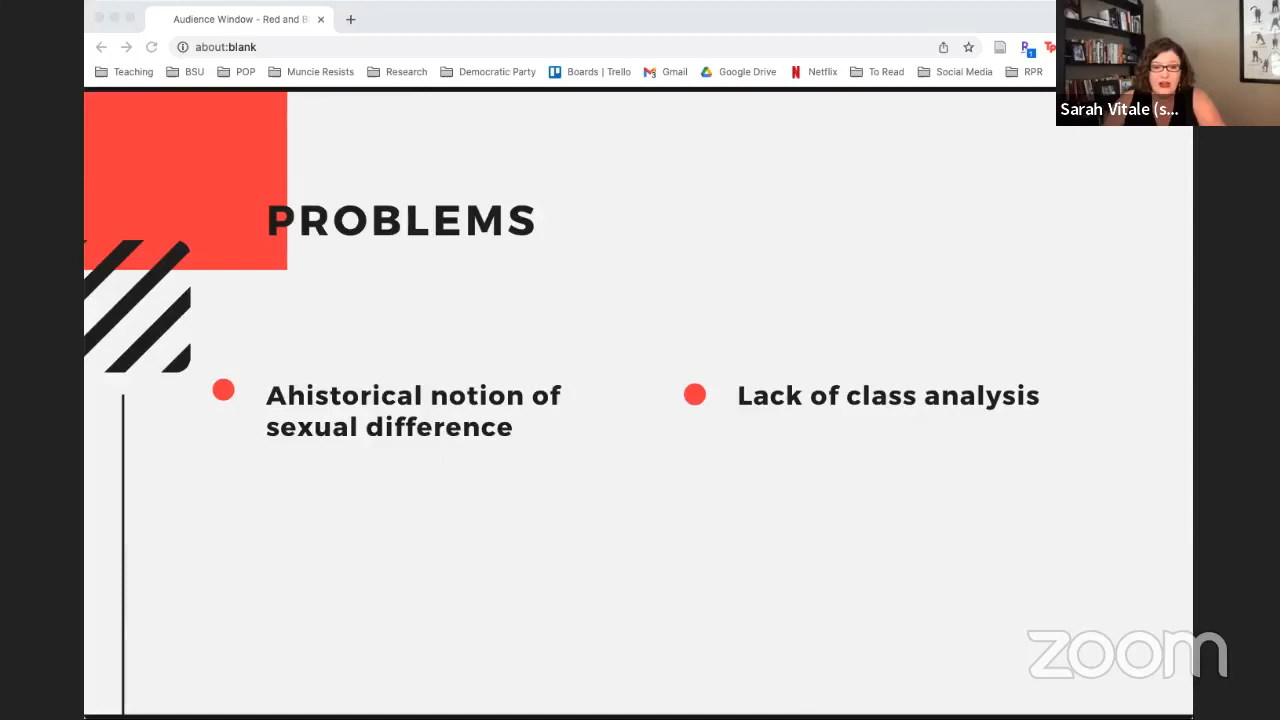 Audience Window - Red and B
about:blank
Teaching BSU POP Muncie Resists Research Democratic Party Boards | Trello Gmail Google Drive Netflix To Read Social Media RPR
Sarah Vitale (s...
PROBLEMS
Ahistorical notion of
sexual difference
Lack of class analysis
zoom